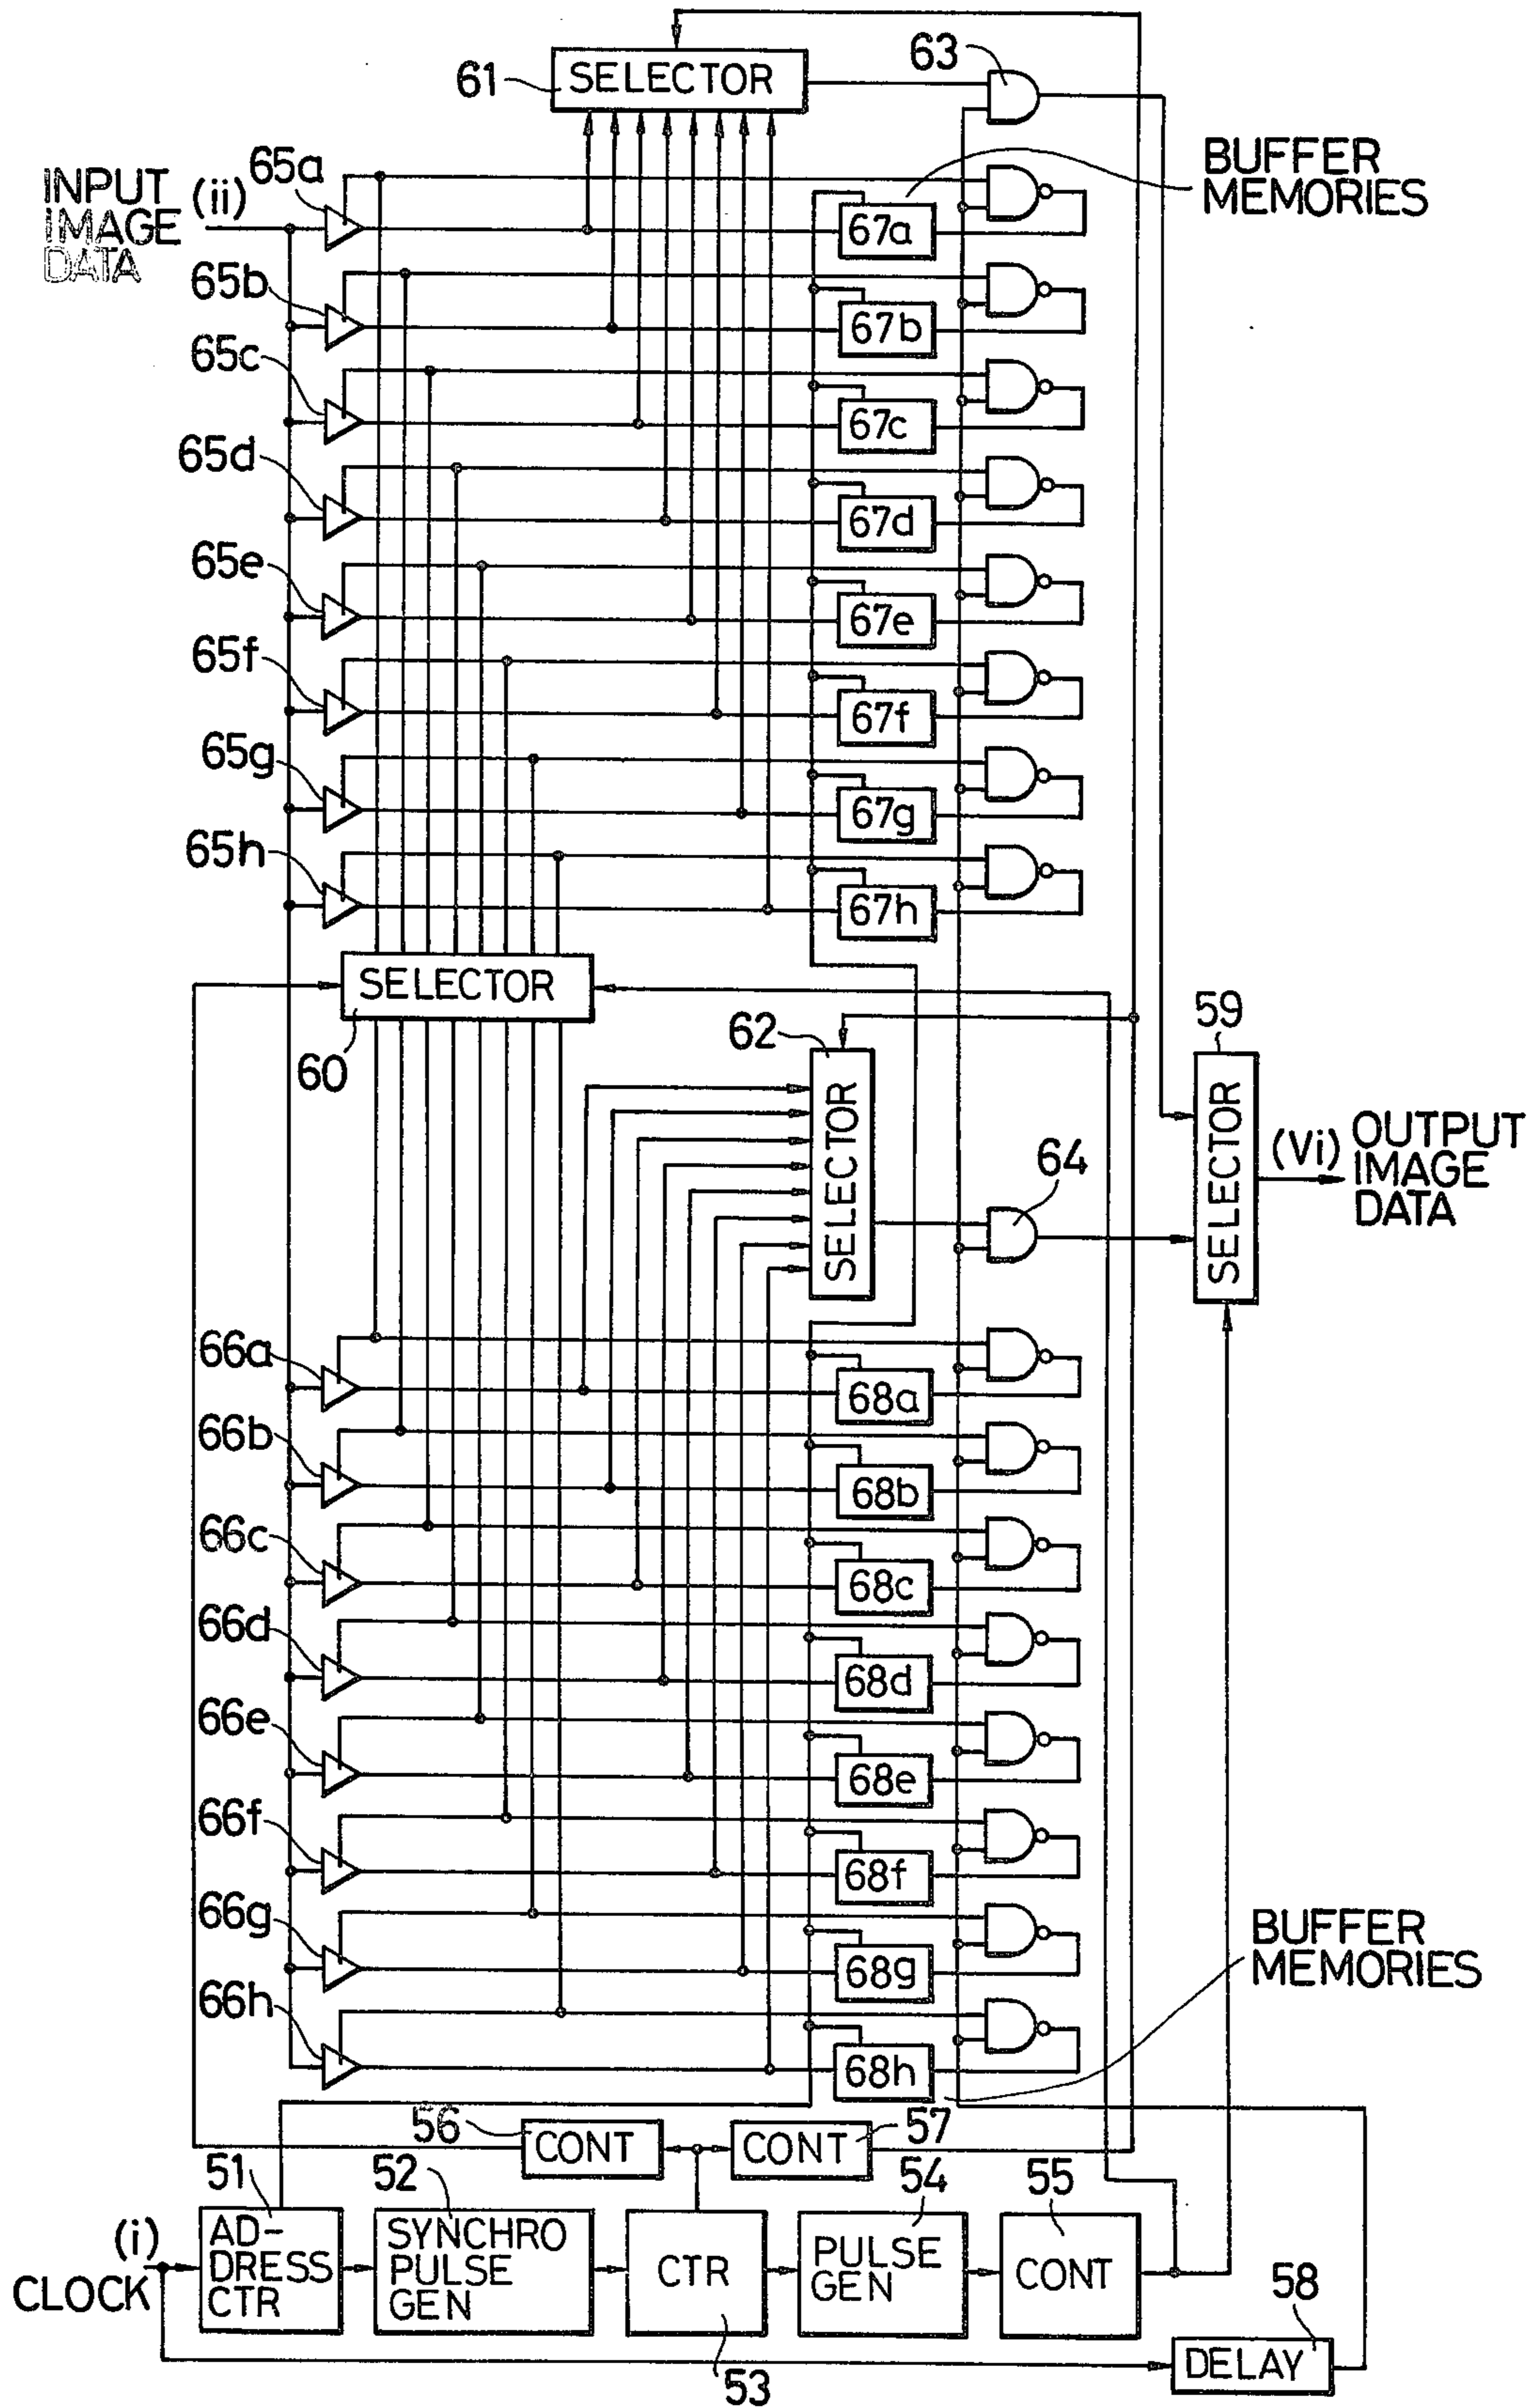 63
61
SELECTOR
BUFFER
MEMORIES
INPUT
IMAGE
DATA
(ii)
65a
67a
65b
67b
65c
67c
65d
67d
65e
67e
65f
67f
65g
67g
65h
67h
SELECTOR
60
62
SELECTOR
59
SELECTOR
64
(Vi)
OUTPUT
IMAGE
DATA
66a
68a
66b
68b
66c
68c
66d
68d
66e
68e
66f
68f
66g
68g
BUFFER
MEMORIES
66h
68h
56
CONT
CONT
57
51
52
54
55
(i)
CLOCK
AD-
DRESS
CTR
SYNCHRO
PULSE
GEN
CTR
PULSE
GEN
CONT
58
DELAY
53